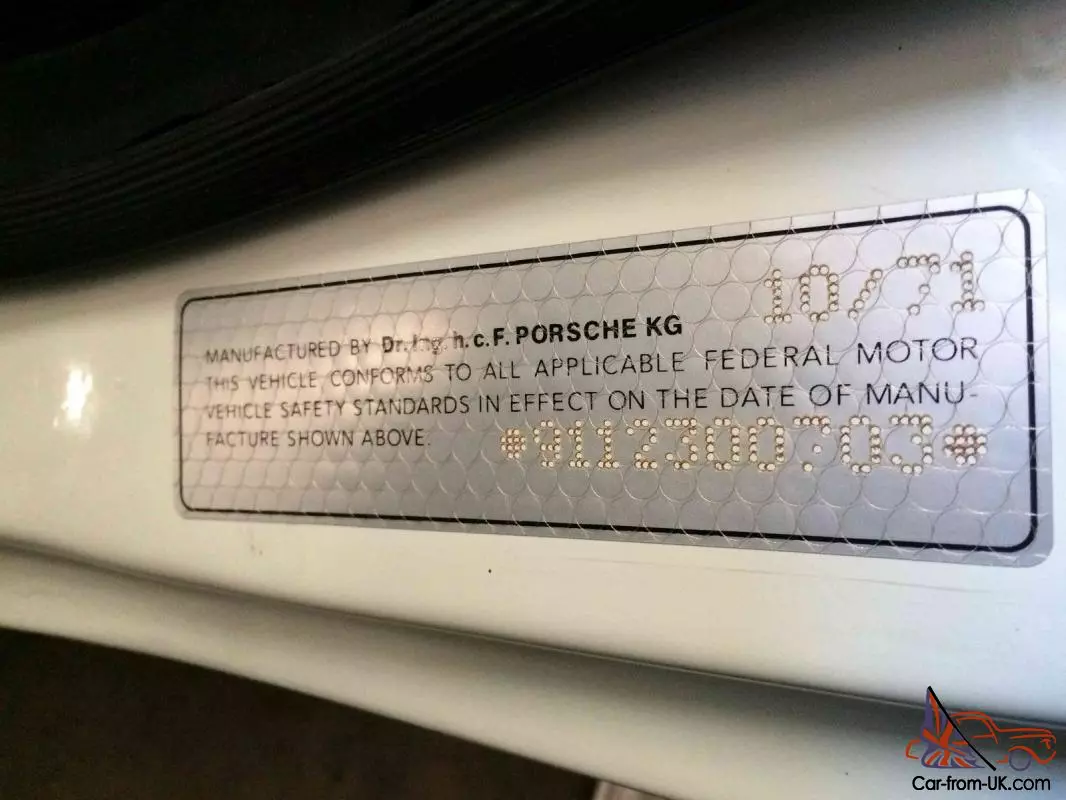 10/71
MANUFACTURED BY Dr. Ing. h. c. F. PORSCHE KG
THIS VEHICLE CONFORMS TO ALL APPLICABLE FEDERAL MOTOR
VEHICLE SAFETY STANDARDS IN EFFECT ON THE DATE OF MANU-
FACTURE SHOWN ABOVE.
*9112300703*
Car-from-UK.com